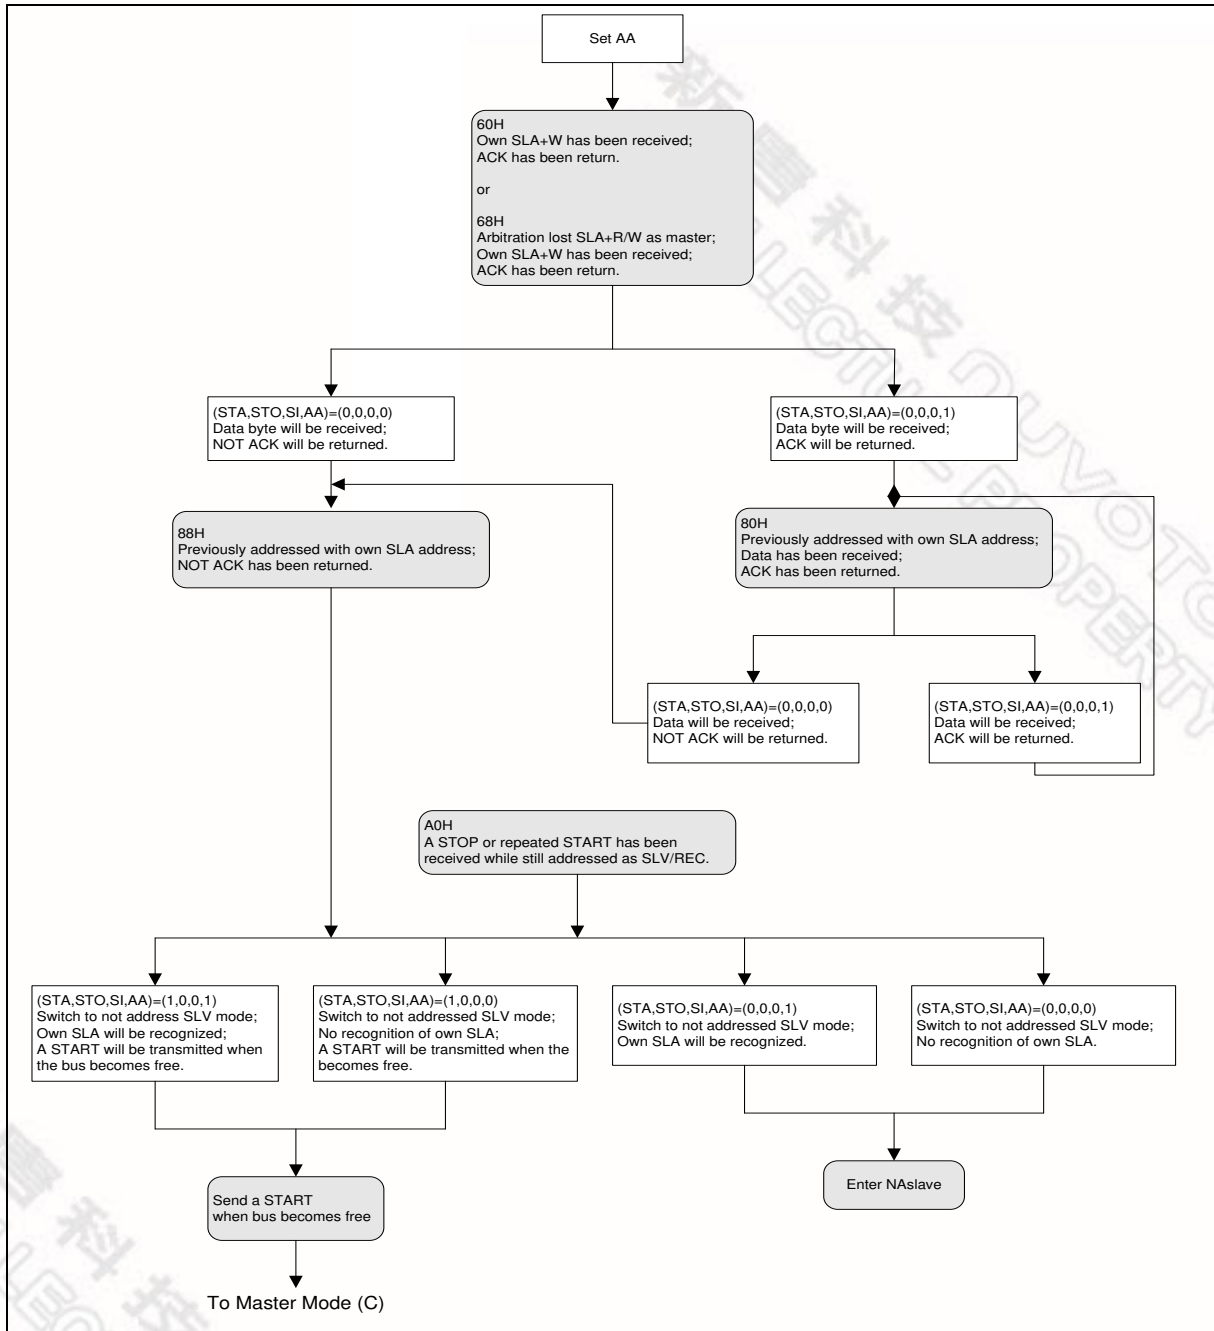 Set AA
60H
Own SLA+W has been received;
ACK has been return.
or
68H
Arbitration lost SLA+R/W as master;
Own SLA+W has been received;
ACK has been return.
(STA,STO,SI,AA)=(0,0,0,0)
Data byte will be received;
NOT ACK will be returned.
(STA,STO,SI,AA)=(0,0,0,1)
Data byte will be received;
ACK will be returned.
88H
Previously addressed with own SLA address;
NOT ACK has been returned.
80H
Previously addressed with own SLA address;
Data has been received;
ACK has been returned.
(STA,STO,SI,AA)=(0,0,0,0)
Data will be received;
NOT ACK will be returned.
(STA,STO,SI,AA)=(0,0,0,1)
Data will be received;
ACK will be returned.
A0H
A STOP or repeated START has been
received while still addressed as SLV/REC.
(STA,STO,SI,AA)=(1,0,0,1)
Switch to not address SLV mode;
Own SLA will be recognized;
A START will be transmitted when
the bus becomes free.
(STA,STO,SI,AA)=(1,0,0,0)
Switch to not addressed SLV mode;
No recognition of own SLA;
A START will be transmitted when the
becomes free.
(STA,STO,SI,AA)=(0,0,0,1)
Switch to not addressed SLV mode;
Own SLA will be recognized.
(STA,STO,SI,AA)=(0,0,0,0)
Switch to not addressed SLV mode;
No recognition of own SLA.
Send a START
when bus becomes free
Enter NAslave
To Master Mode (C)